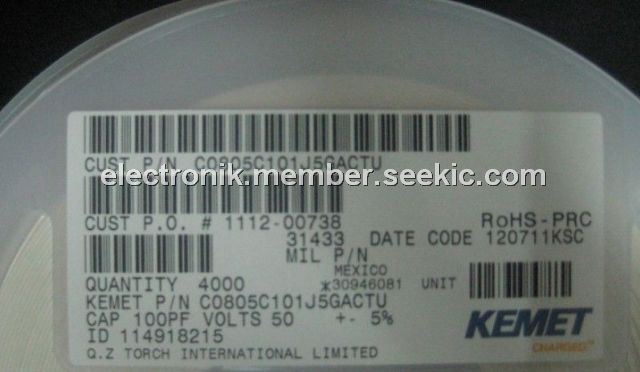 CUST P/N C0805C101J5GACTU
electronik.member.seekic.com
CUST P.O. # 1112-00738
RoHS-PRC
31433 DATE CODE 120711KSC
MIL P/N
MEXICO
QUANTITY 4000 *30946081 UNIT
KEMET P/N C0805C101J5GACTU
CAP 100PF VOLTS 50 +- 5%
ID 114918215
Q.Z TORCH INTERNATIONAL LIMITED
KEMET
CHARGED™